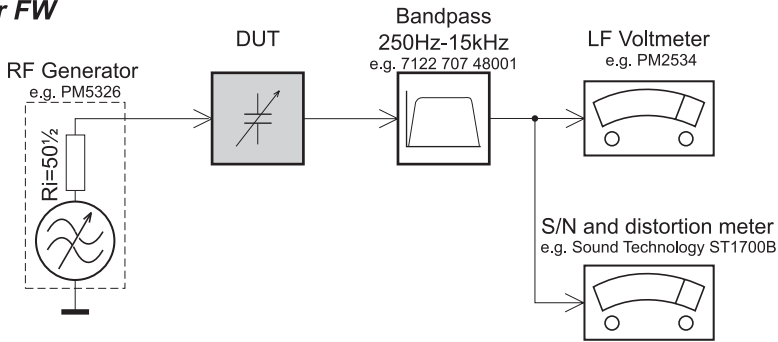 r FW
DUT
Bandpass
250Hz-15kHz
e.g. 7122 707 48001
LF Voltmeter
e.g. PM2534
RF Generator
e.g. PM5326
Ri=50½
S/N and distortion meter
e.g. Sound Technology ST1700B